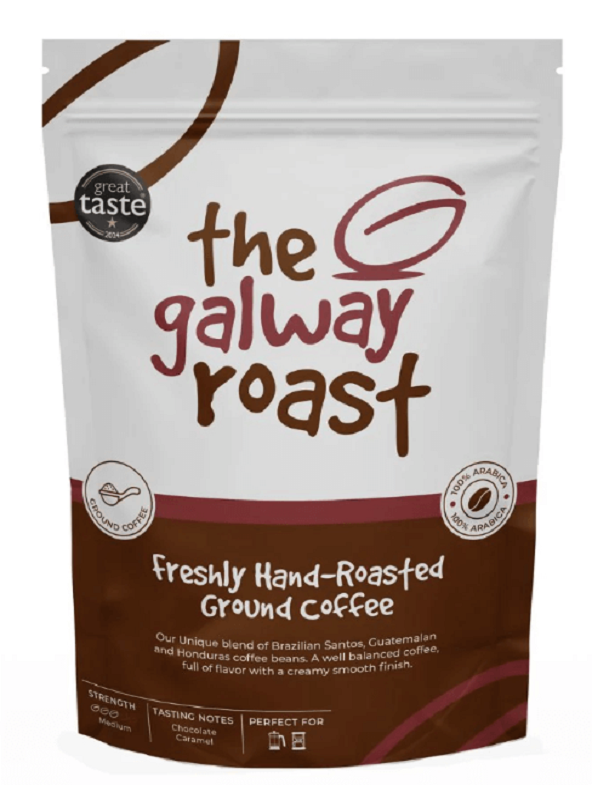 great
taste
2024
the
galway
roast
GROUND COFFEE
100% ARABICA
100% ARABICA
Freshly Hand-Roasted
Ground Coffee
Our Unique blend of Brazilian Santos, Guatemalan
and Honduras coffee beans. A well balanced coffee,
full of flavor with a creamy smooth finish.
STRENGTH
Medium
TASTING NOTES
Chocolate
Caramel
PERFECT FOR